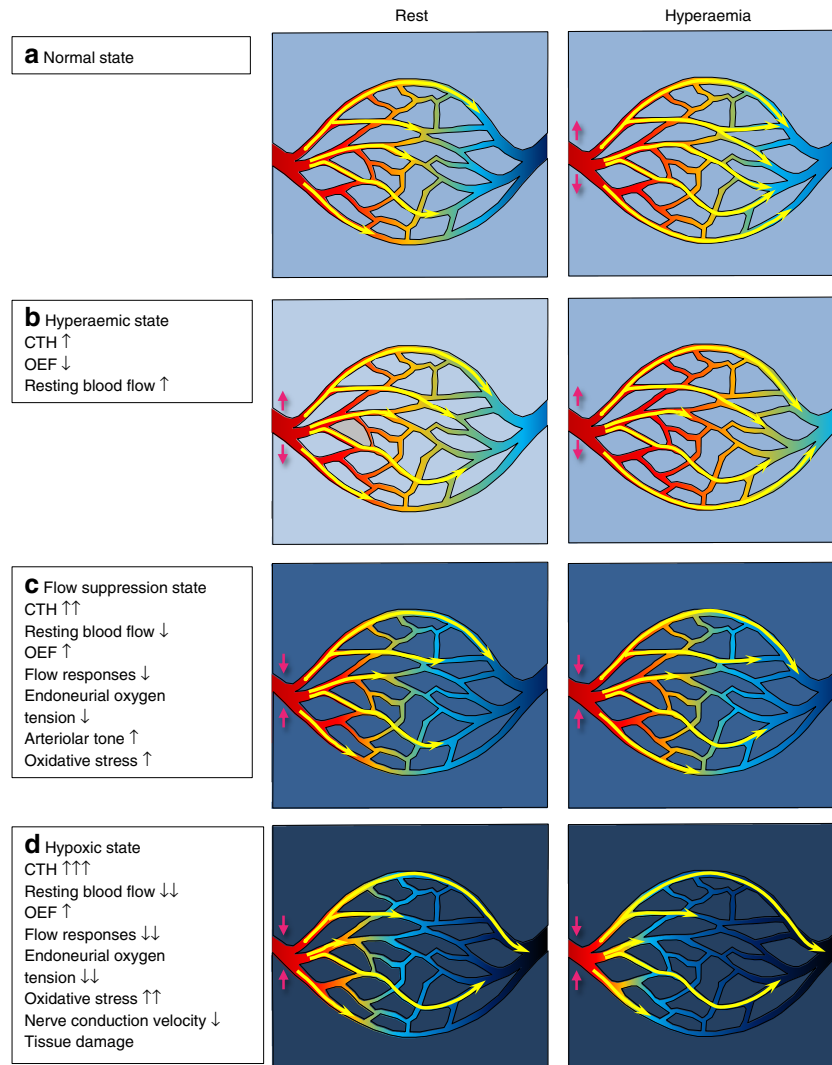 Rest
Hyperaemia
a Normal state
b Hyperaemic state
CTH ↑
OEF ↓
Resting blood flow ↑
c Flow suppression state
CTH ↑↑
Resting blood flow ↓
OEF ↑
Flow responses ↓
Endoneurial oxygen
tension ↓
Arteriolar tone ↑
Oxidative stress ↑
d Hypoxic state
CTH ↑↑↑
Resting blood flow ↓↓
OEF ↑
Flow responses ↓↓
Endoneurial oxygen
tension ↓↓
Oxidative stress ↑↑
Nerve conduction velocity ↓
Tissue damage